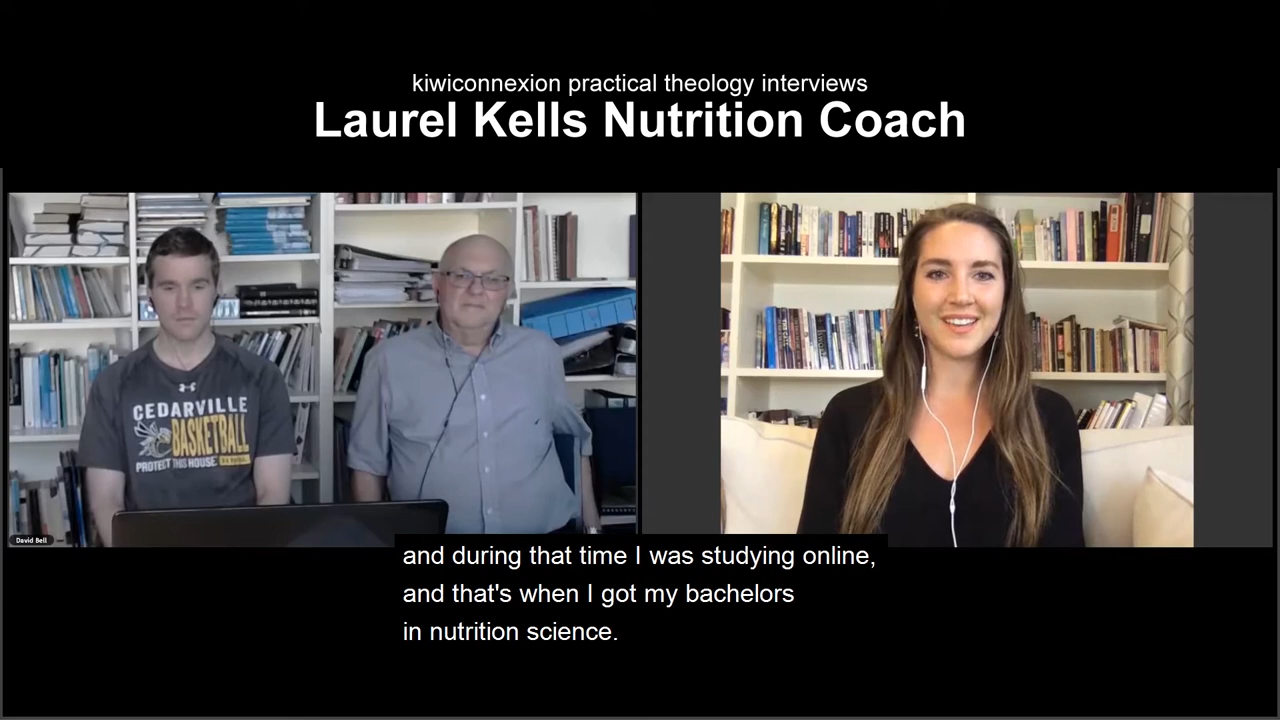 kiwiconnexion practical theology interviews
Laurel Kells Nutrition Coach
CEDARVILLE
BASKETBALL
PROTECT THIS HOUSE
David Bell
and during that time I was studying online,
and that's when I got my bachelors
in nutrition science.